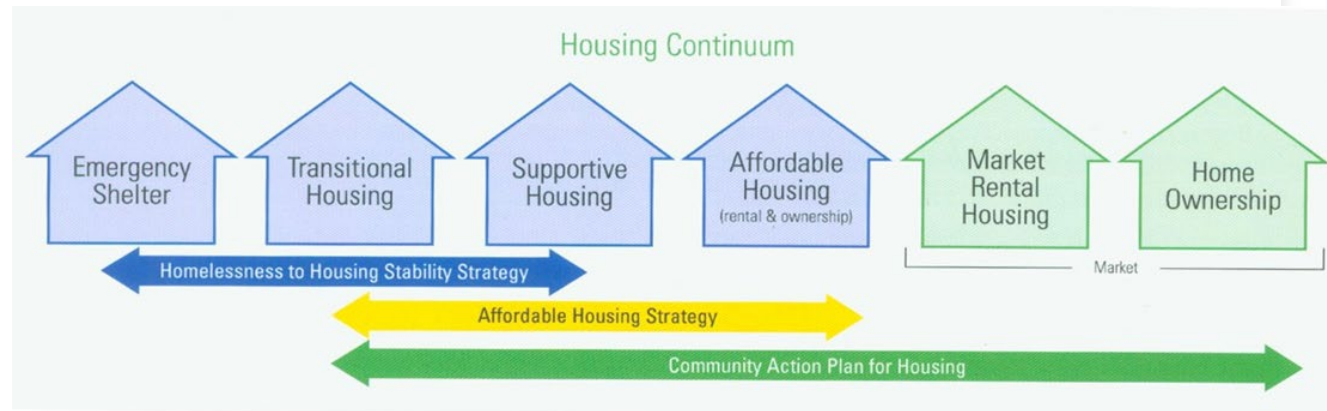 Housing Continuum
Emergency
Shelter
Transitional
Housing
Supportive
Housing
Affordable
Housing
(rental & ownership)
Market
Rental
Housing
Home
Ownership
Homelessness to Housing Stability Strategy
Market
Affordable Housing Strategy
Community Action Plan for Housing